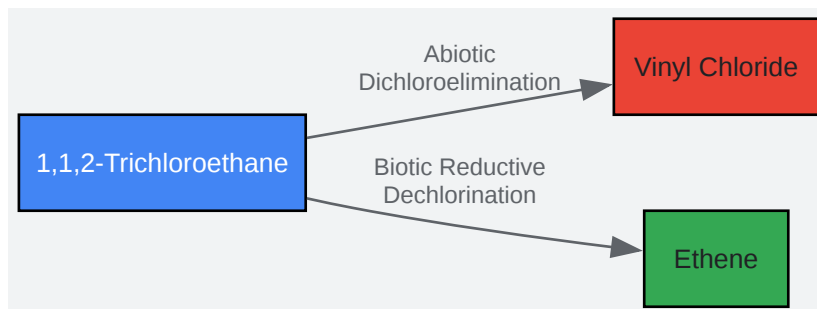 Abiotic
Dichloroelimination
Vinyl Chloride
1,1,2-Trichloroethane
Biotic Reductive
Dechlorination
Ethene